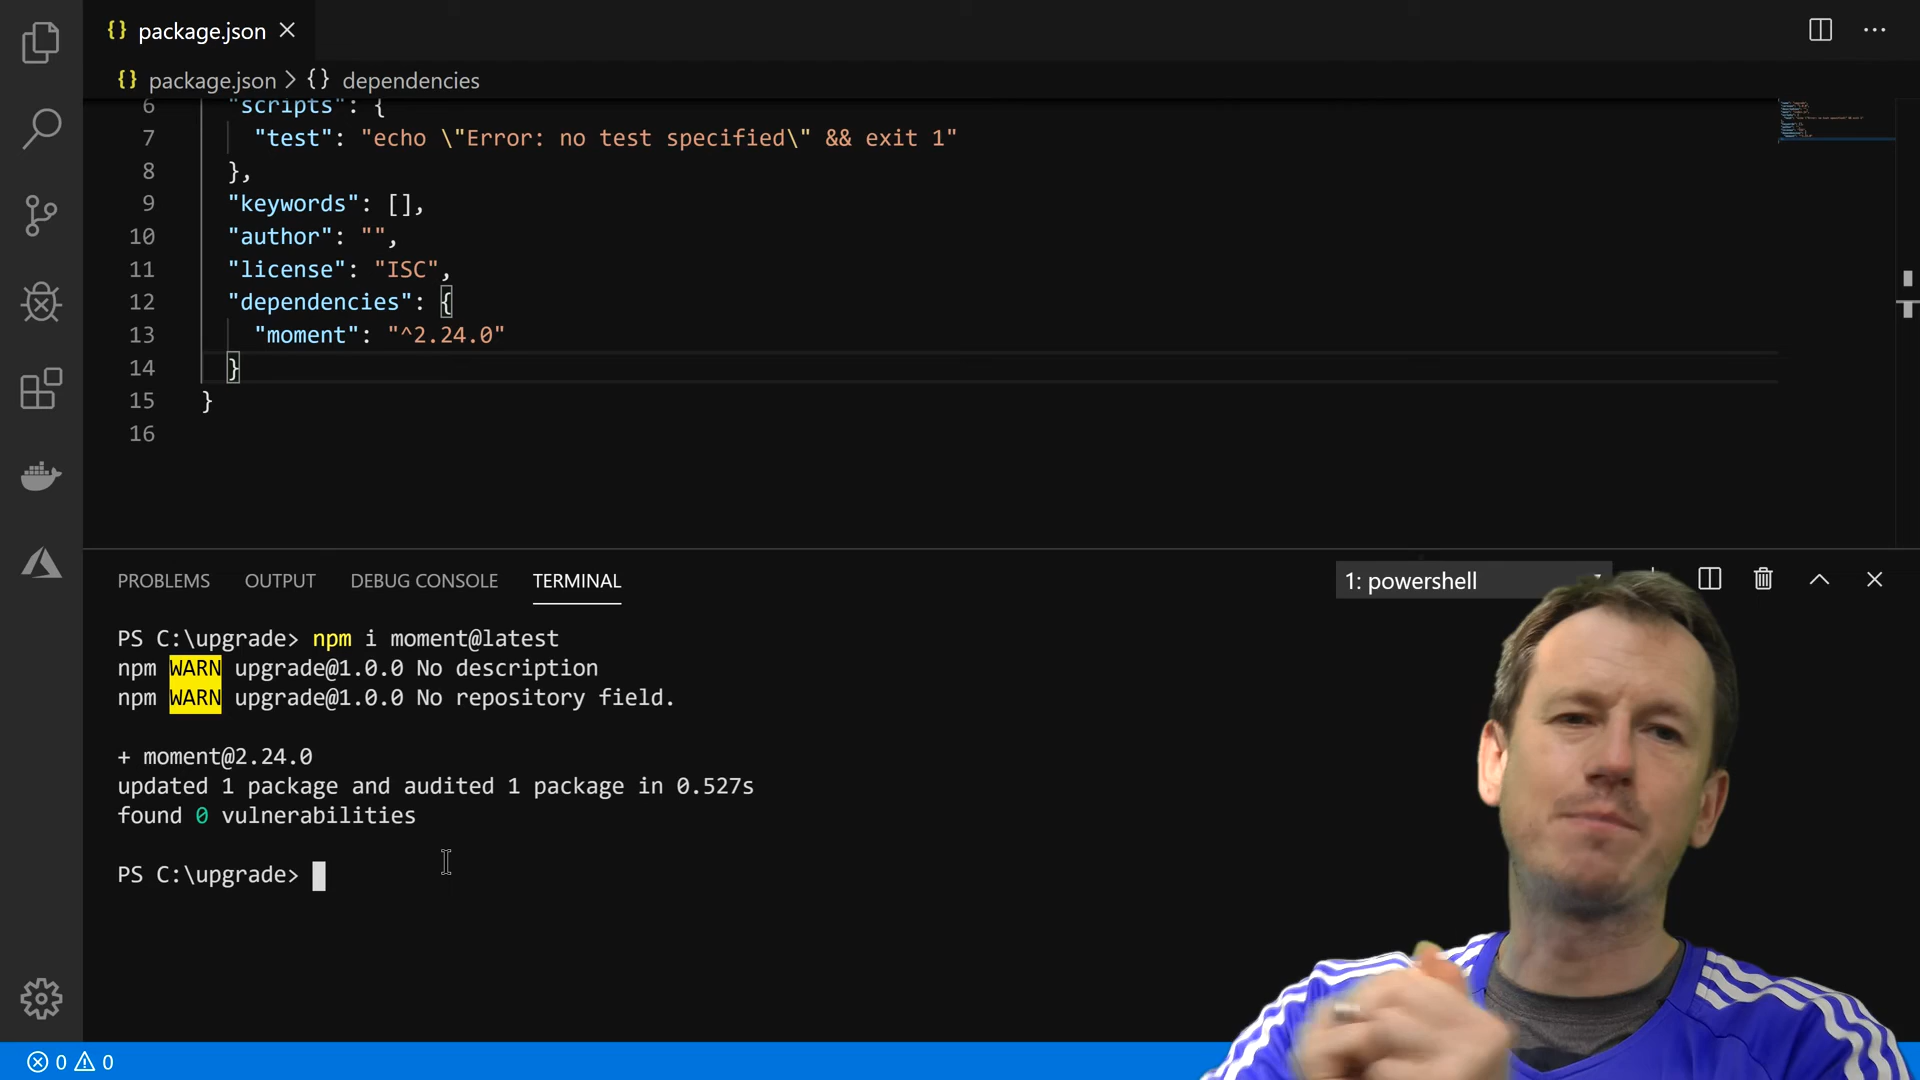 {} package.json
{} package.json > {} dependencies
6 "scripts": {
7 "test": "echo \"Error: no test specified\" && exit 1"
8 },
9 "keywords": [],
10 "author": "",
11 "license": "ISC",
12 "dependencies": {
13 "moment": "^2.24.0"
14 }
15 }
16
PROBLEMS OUTPUT DEBUG CONSOLE TERMINAL 1: powershell
PS C:\upgrade> npm i moment@latest
npm WARN upgrade@1.0.0 No description
npm WARN upgrade@1.0.0 No repository field.
+ moment@2.24.0
updated 1 package and audited 1 package in 0.527s
found 0 vulnerabilities
PS C:\upgrade>
0 0